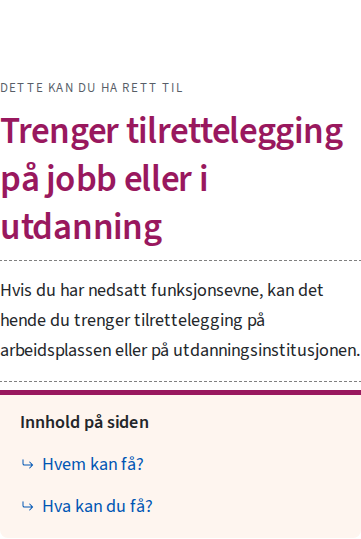 DETTE KAN DU HA RETT TIL
Trenger tilrettelegging
på jobb eller i
utdanning
Hvis du har nedsatt funksjonsevne, kan det
hende du trenger tilrettelegging på
arbeidsplassen eller på utdanningsinstitusjonen.
Innhold på siden
Hvem kan få?
Hva kan du få?